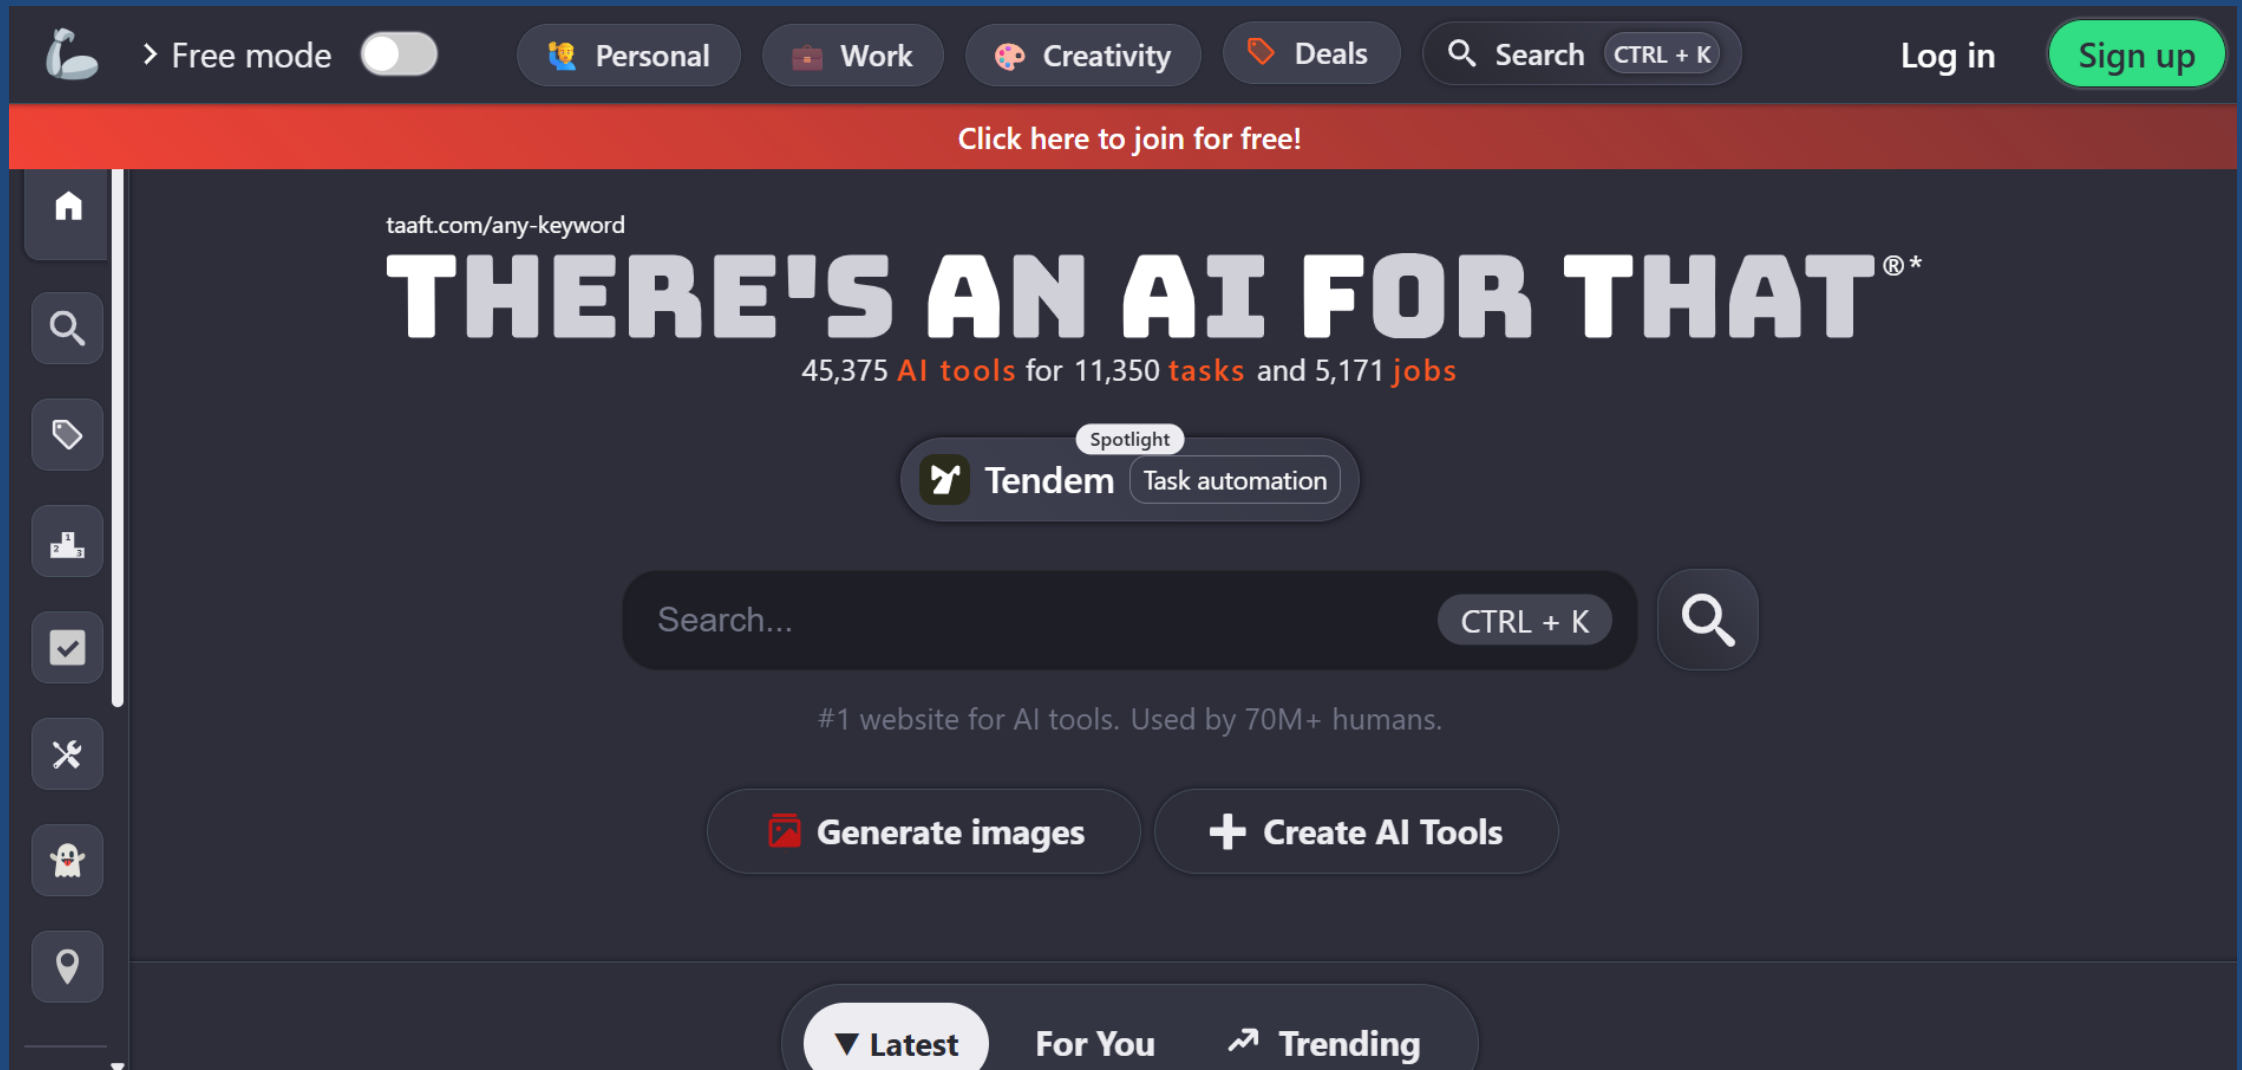 Free mode
Personal
Work
Creativity
Deals
Search CTRL + K
Log in
Sign up
Click here to join for free!
taaft.com/any-keyword
THERE'S AN AI FOR THAT®*
45,375 AI tools for 11,350 tasks and 5,171 jobs
Spotlight
Tendem Task automation
Search... CTRL + K
#1 website for AI tools. Used by 70M+ humans.
Generate images
Create AI Tools
▼ Latest
For You
Trending